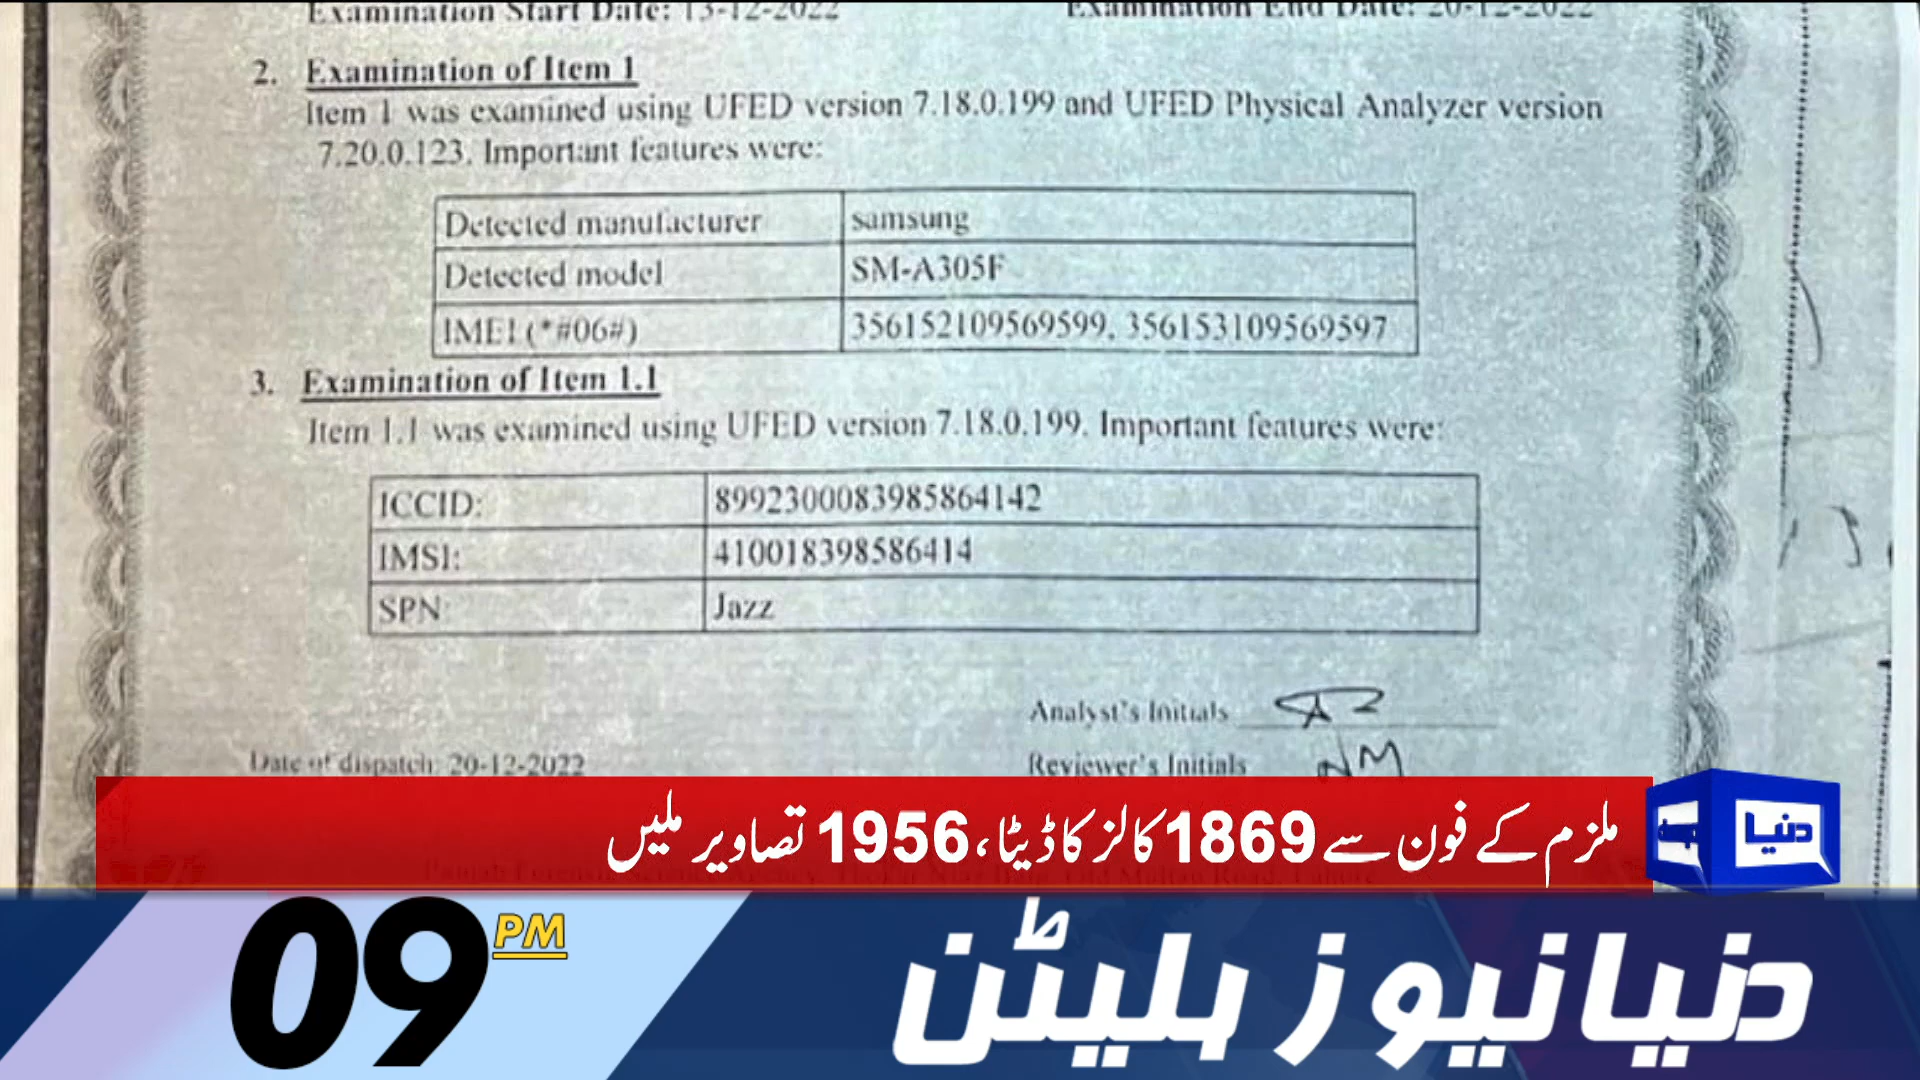 Examination Start Date: 13-12-2022 Examination End Date: 20-12-2022
2. Examination of Item 1
Item 1 was examined using UFED version 7.18.0.199 and UFED Physical Analyzer version
7.20.0.123. Important features were:
Detected manufacturer samsung
Detected model SM-A305F
IMEI (*#06#) 356152109569599, 356153109569597
3. Examination of Item 1.1
Item 1.1 was examined using UFED version 7.18.0.199. Important features were:
ICCID: 8992300083985864142
IMSI: 410018398586414
SPN: Jazz
Analyst's Initials
Date of dispatch: 20-12-2022 Reviewer's Initials NM
ملزم کے فون سے 1869 کالز کا ڈیٹا، 1956 تصاویر ملیں
دنیا
09 PM
دنیا نیوز بلیٹن